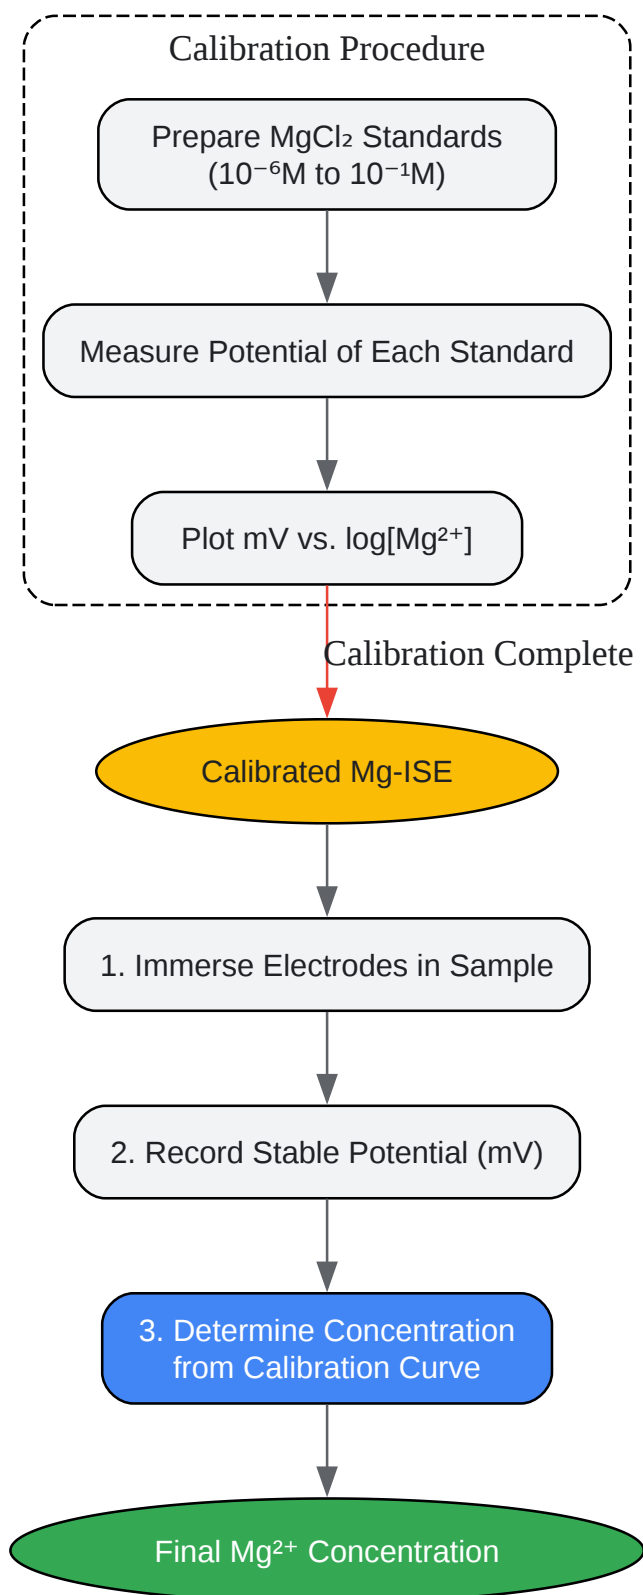 Calibration Procedure
Prepare MgCl₂ Standards
(10⁻⁶M to 10⁻¹M)
Measure Potential of Each Standard
Plot mV vs. log[Mg²⁺]
Calibration Complete
Calibrated Mg-ISE
1. Immerse Electrodes in Sample
2. Record Stable Potential (mV)
3. Determine Concentration
from Calibration Curve
Final Mg²⁺ Concentration